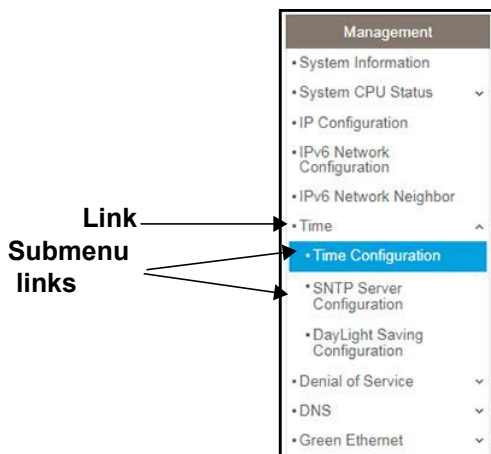 Management
• System Information
• System CPU Status
• IP Configuration
• IPv6 Network
Configuration
• IPv6 Network Neighbor
Link
• Time
Submenu
links
• Time Configuration
• SNTP Server
Configuration
• DayLight Saving
Configuration
• Denial of Service
• DNS
• Green Ethernet